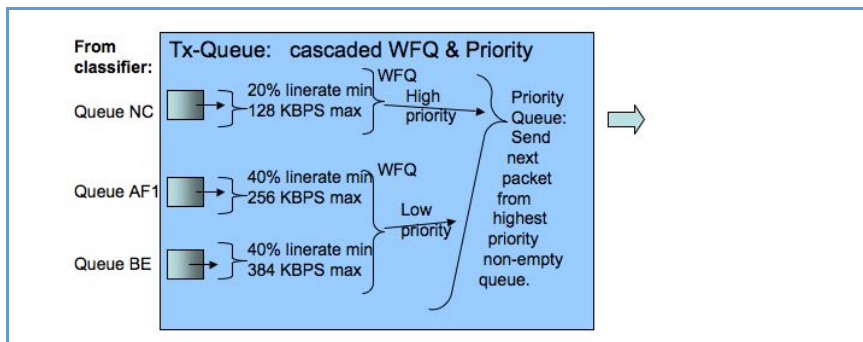 From
classifier:
Tx-Queue: cascaded WFQ & Priority
Queue NC
20% linerate min
128 KBPS max
WFQ
High
priority
Queue AF1
40% linerate min
256 KBPS max
WFQ
Low
priority
Queue BE
40% linerate min
384 KBPS max
Priority
Queue:
Send
next
packet
from
highest
priority
non-empty
queue.